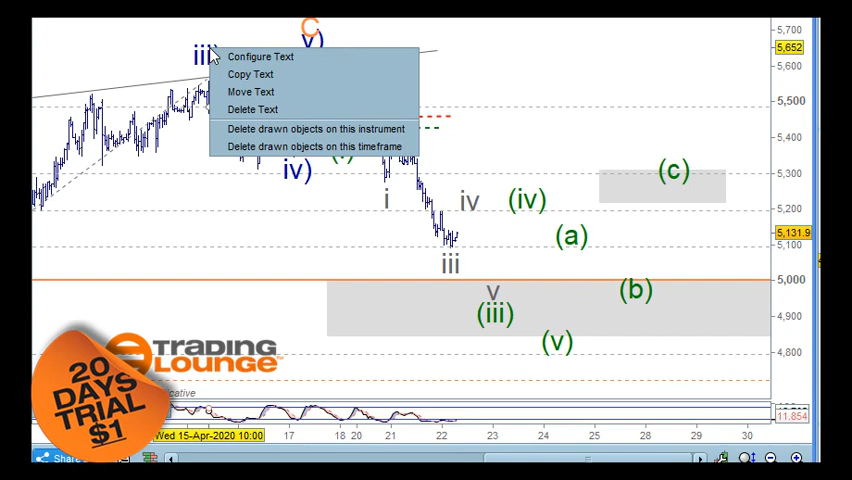 C
iii)
v)
5,700
5,652
5,600
5,500
5,400
5,300
5,200
5,131.9
5,100
5,000
4,900
4,800
Configure Text
Copy Text
Move Text
Delete Text
Delete drawn objects on this instrument
Delete drawn objects on this timeframe
iv)
i
iv
(iv)
(c)
(a)
iii
(b)
v
(iii)
(v)
TRADING
LOUNGE
20
DAYS
TRIAL
$1
icative
11.854
Wed 15-Apr-2020 10:00
17
18
20
21
22
23
24
25
26
27
28
29
30
Share